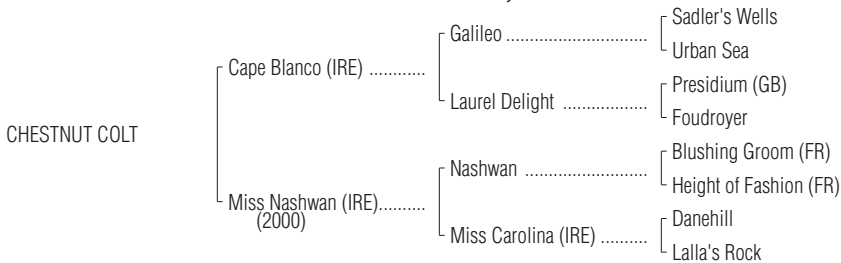 Sadler's Wells
Galileo ..............................
Urban Sea
Cape Blanco (IRE) ............
Presidium (GB)
Laurel Delight ..................
Foudroyer
CHESTNUT COLT
Blushing Groom (FR)
Nashwan ..........................
Height of Fashion (FR)
Miss Nashwan (IRE)..........
(2000)
Danehill
Miss Carolina (IRE) ..........
Lalla's Rock